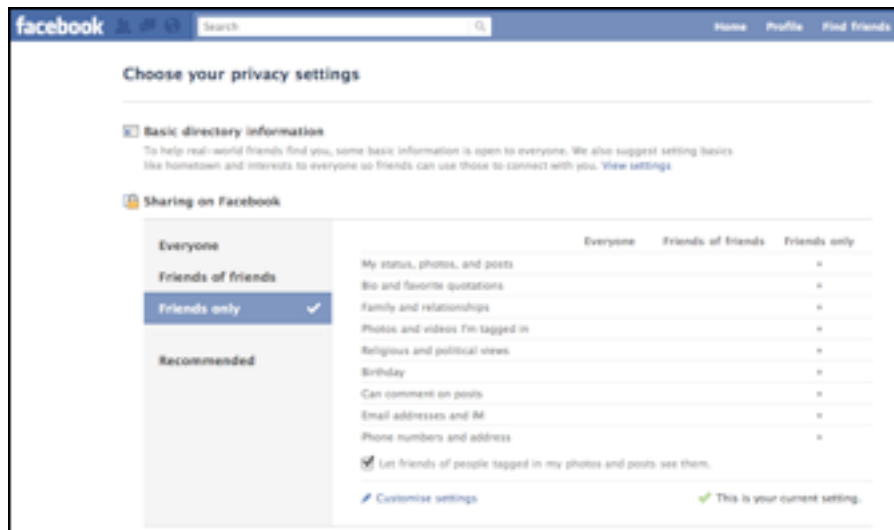 facebook
Search
Home Profile Find friends
Choose your privacy settings
Basic directory information
To help real-world friends find you, some basic information is open to everyone. We also suggest setting basics
like hometown and interests to everyone so friends can use those to connect with you. View settings
Sharing on Facebook
Everyone
Friends of friends
Friends only
Recommended
Everyone Friends of friends Friends only
My status, photos, and posts
Bio and favorite quotations
Family and relationships
Photos and videos I'm tagged in
Religious and political views
Birthday
Can comment on posts
Email addresses and IM
Phone numbers and address
Let friends of people tagged in my photos and posts see them.
Customise settings
This is your current setting.